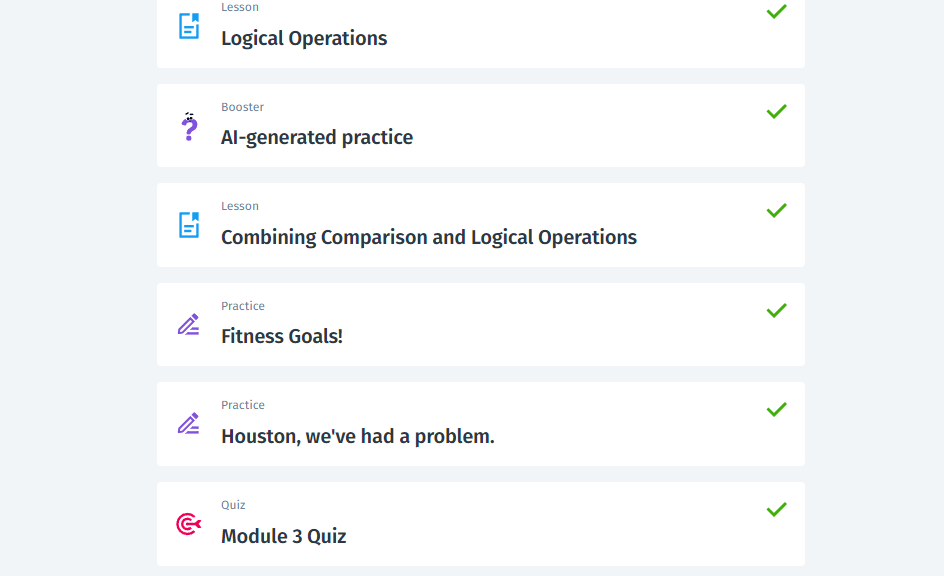 Lesson
Logical Operations
Booster
AI-generated practice
Lesson
Combining Comparison and Logical Operations
Practice
Fitness Goals!
Practice
Houston, we've had a problem.
Quiz
Module 3 Quiz